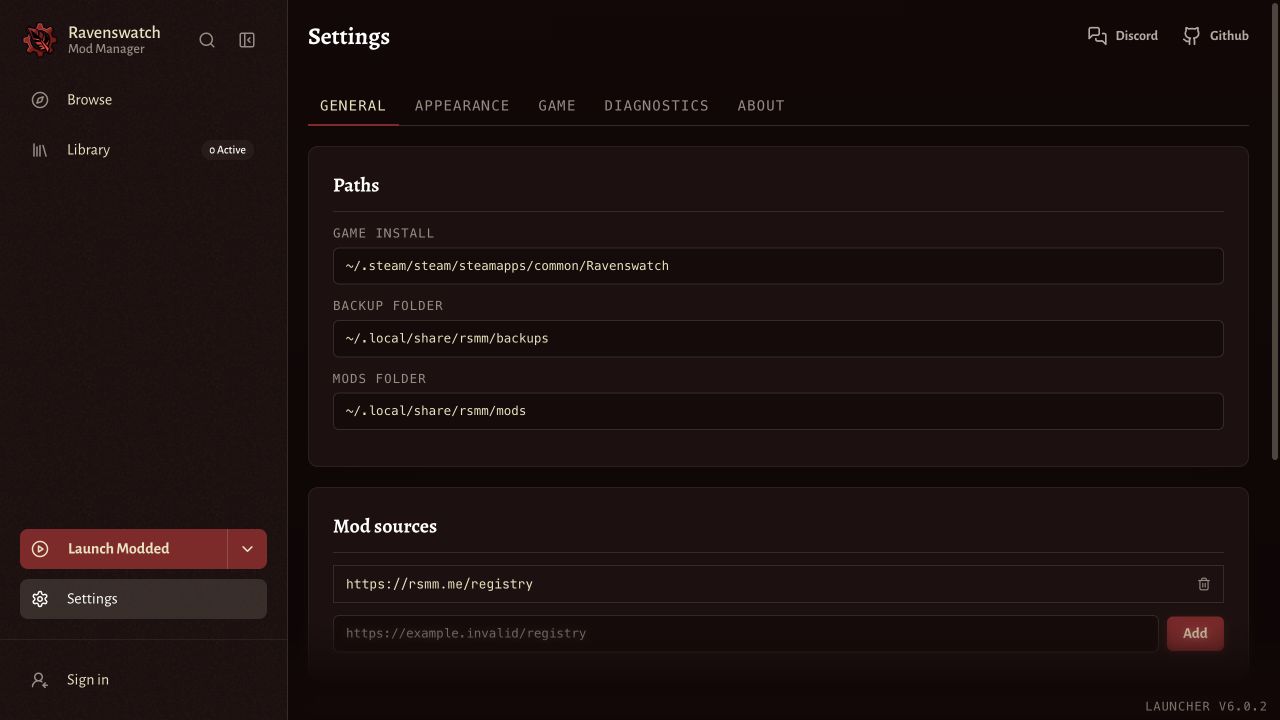 Ravenswatch
Mod Manager
Browse
Library
0 Active
Launch Modded
Settings
Sign in
Settings
Discord
Github
GENERAL
APPEARANCE
GAME
DIAGNOSTICS
ABOUT
Paths
GAME INSTALL
~/.steam/steam/steamapps/common/Ravenswatch
BACKUP FOLDER
~/.local/share/rsmm/backups
MODS FOLDER
~/.local/share/rsmm/mods
Mod sources
https://rsmm.me/registry
https://example.invalid/registry
Add
LAUNCHER V6.0.2